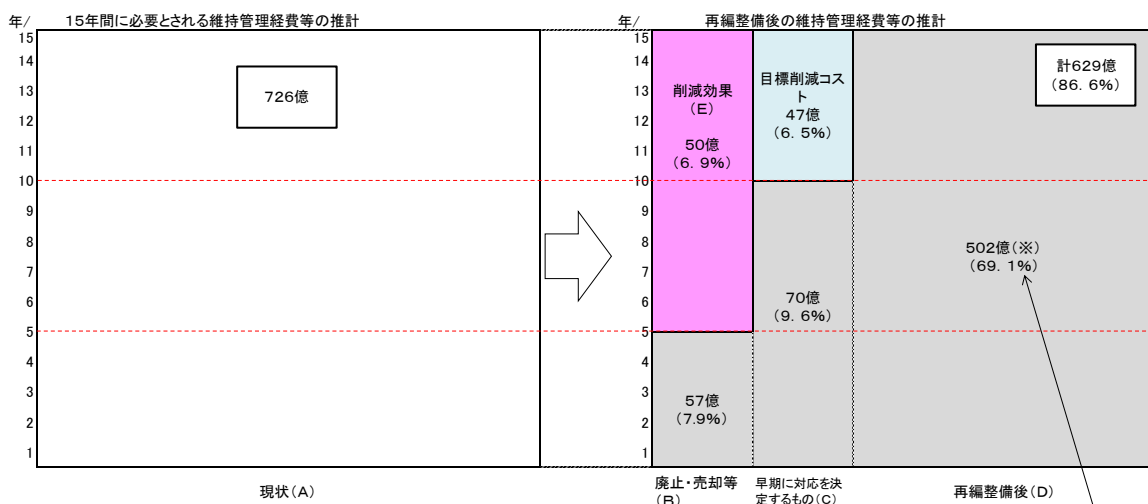 年/
15年間に必要とされる維持管理経費等の推計
15
14
13
12
11
10
9
8
7
6
5
4
3
2
1
726億
現状(A)
年/
再編整備後の維持管理経費等の推計
15
14
13
12
11
10
9
8
7
6
5
4
3
2
1
削減効果
(E)
50億
(6.9%)
57億
(7.9%)
廃止・売却等
(B)
目標削減コス
ト
47億
(6.5%)
70億
(9.6%)
早期に対応を決
定するもの(C)
計629億
(86.6%)
502億(※)
(69.1%)
再編整備後(D)